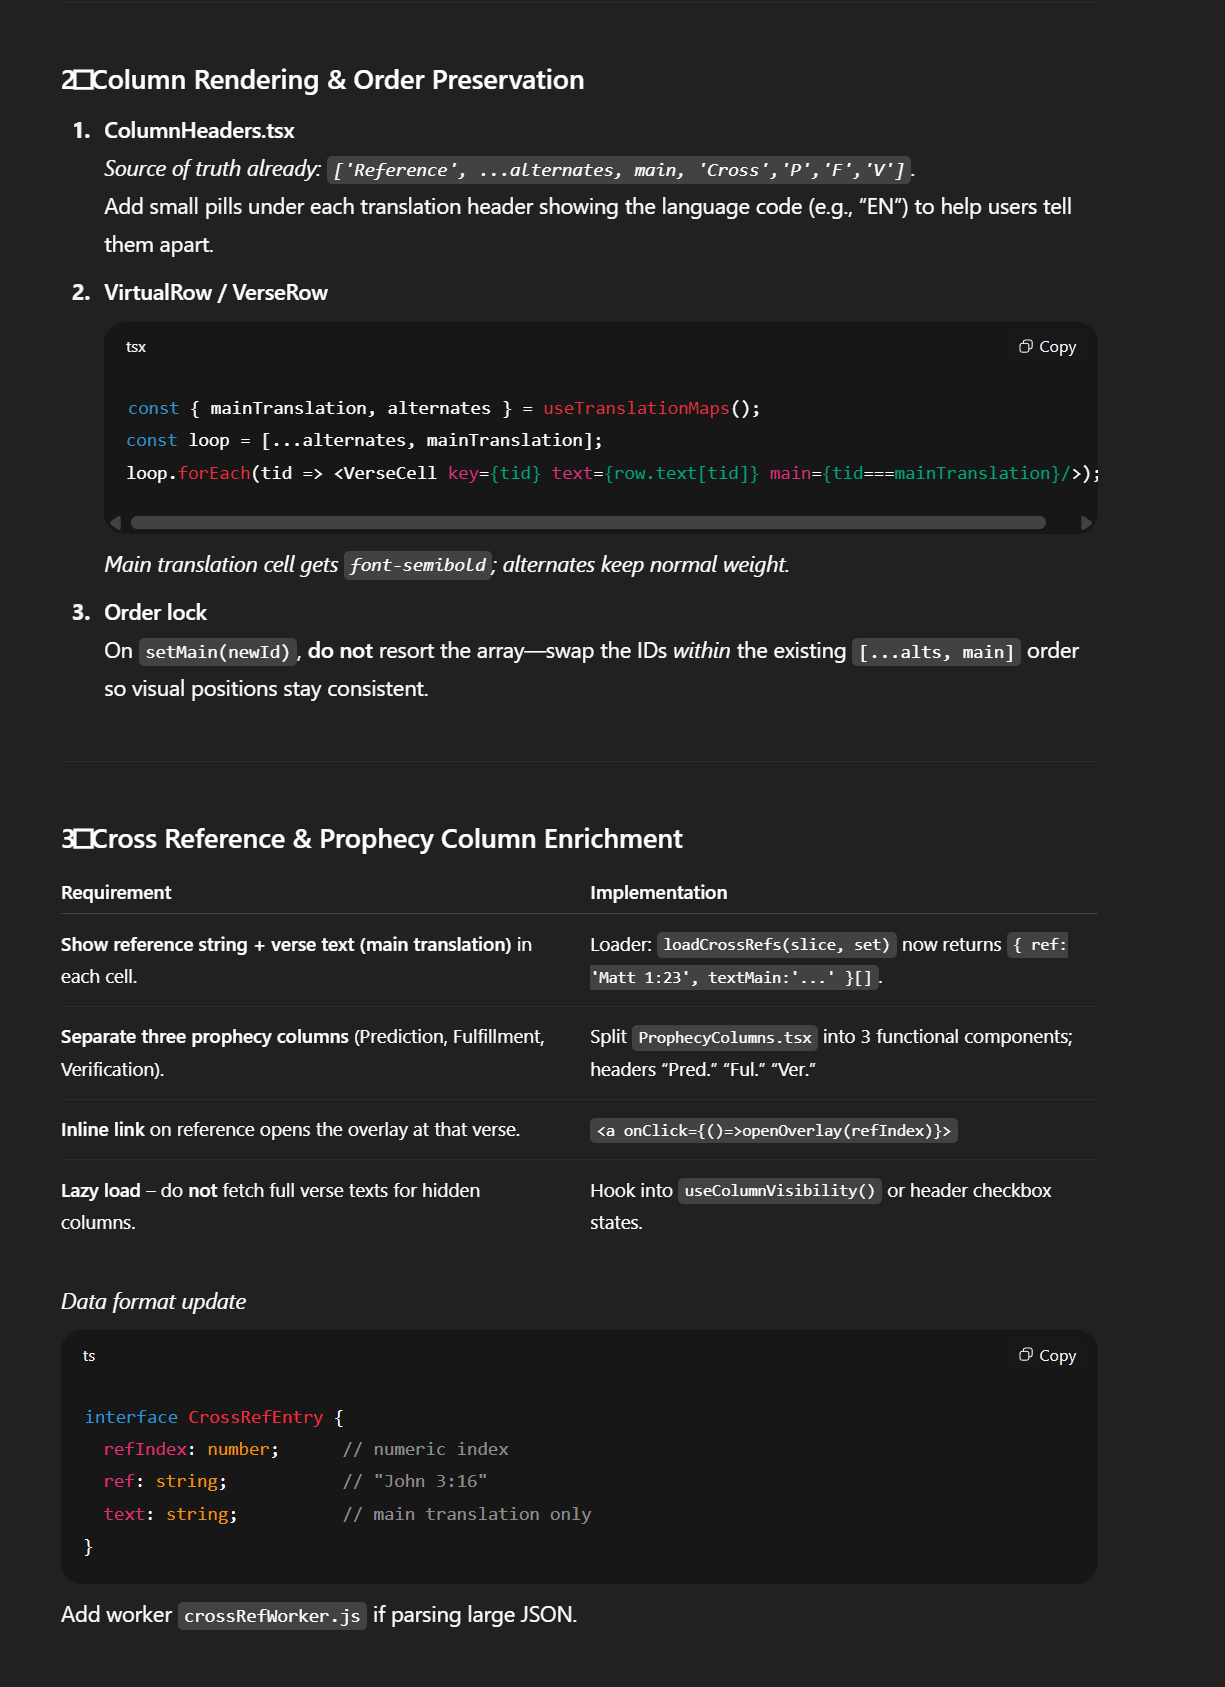 2□Column Rendering & Order Preservation
1. ColumnHeaders.tsx
Source of truth already: ['Reference', ...alternates, main, 'Cross','P','F','V'].
Add small pills under each translation header showing the language code (e.g., “EN”) to help users tell
them apart.
2. VirtualRow / VerseRow
tsx
Copy
const { mainTranslation, alternates } = useTranslationMaps();
const loop = [...alternates, mainTranslation];
loop.forEach(tid => <VerseCell key={tid} text={row.text[tid]} main={tid===mainTranslation}/>);
Main translation cell gets font-semibold; alternates keep normal weight.
3. Order lock
On setMain(newId), do not resort the array—swap the IDs within the existing [...alts, main] order
so visual positions stay consistent.
3□Cross Reference & Prophecy Column Enrichment
Requirement Implementation
Show reference string + verse text (main translation) in
each cell.
Loader: loadCrossRefs(slice, set) now returns { ref:
'Matt 1:23', textMain:'...' }[].
Separate three prophecy columns (Prediction, Fulfillment,
Verification).
Split ProphecyColumns.tsx into 3 functional components;
headers “Pred.” “Ful.” “Ver.”
Inline link on reference opens the overlay at that verse.
<a onClick={()=>openOverlay(refIndex)}>
Lazy load – do not fetch full verse texts for hidden
columns.
Hook into useColumnVisibility() or header checkbox
states.
Data format update
ts
Copy
interface CrossRefEntry {
refIndex: number; // numeric index
ref: string; // "John 3:16"
text: string; // main translation only
}
Add worker crossRefWorker.js if parsing large JSON.